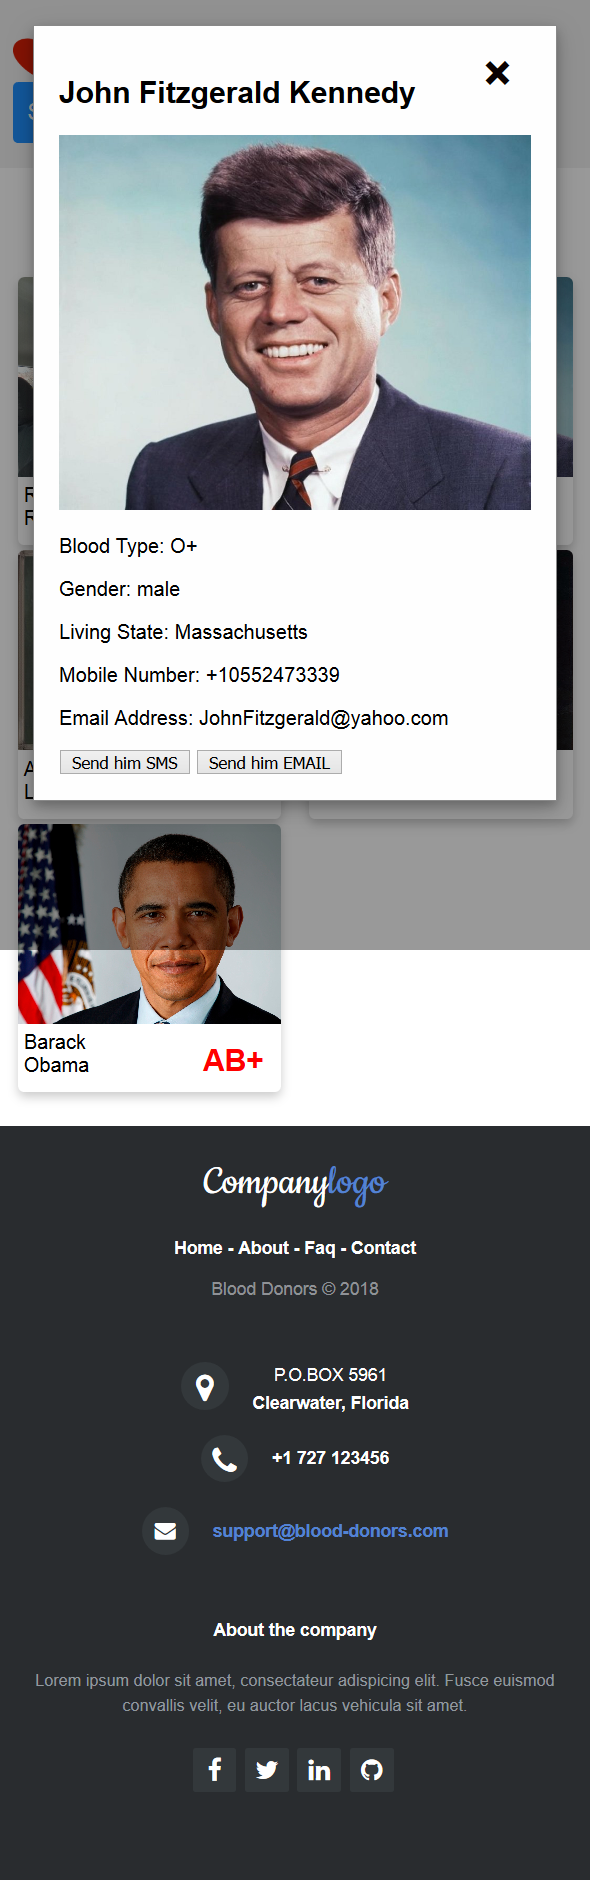 John Fitzgerald Kennedy
Blood Type: O+
Gender: male
Living State: Massachusetts
Mobile Number: +10552473339
Email Address: JohnFitzgerald@yahoo.com
Send him SMS Send him EMAIL
Barack
Obama
AB+
Companylogo
Home - About - Faq - Contact
Blood Donors © 2018
P.O.BOX 5961
Clearwater, Florida
+1 727 123456
support@blood-donors.com
About the company
Lorem ipsum dolor sit amet, consectateur adispicing elit. Fusce euismod
convallis velit, eu auctor lacus vehicula sit amet.